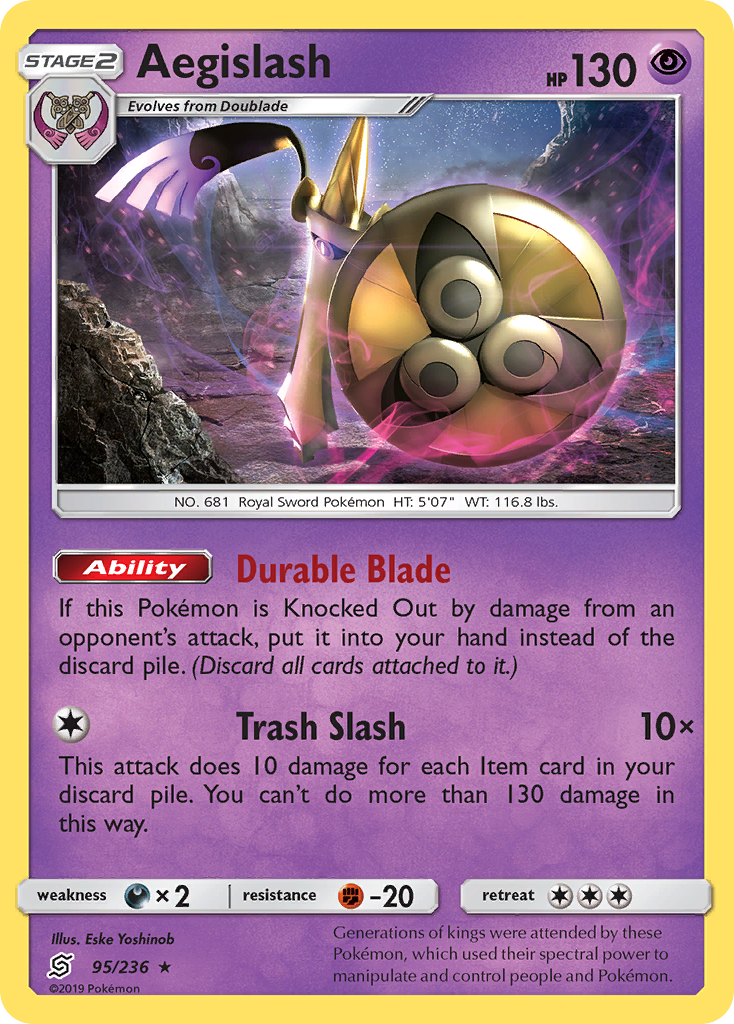 STAGE2
Aegislash
HP 130
Evolves from Doublade
NO. 681 Royal Sword Pokémon HT: 5'07" WT: 116.8 lbs.
Ability Durable Blade
If this Pokémon is Knocked Out by damage from an
opponent's attack, put it into your hand instead of the
discard pile. (Discard all cards attached to it.)
Trash Slash 10×
This attack does 10 damage for each Item card in your
discard pile. You can't do more than 130 damage in
this way.
weakness ×2 resistance -20 retreat
Illus. Eske Yoshinob
95/236 ★
©2019 Pokémon
Generations of kings were attended by these
Pokémon, which used their spectral power to
manipulate and control people and Pokémon.